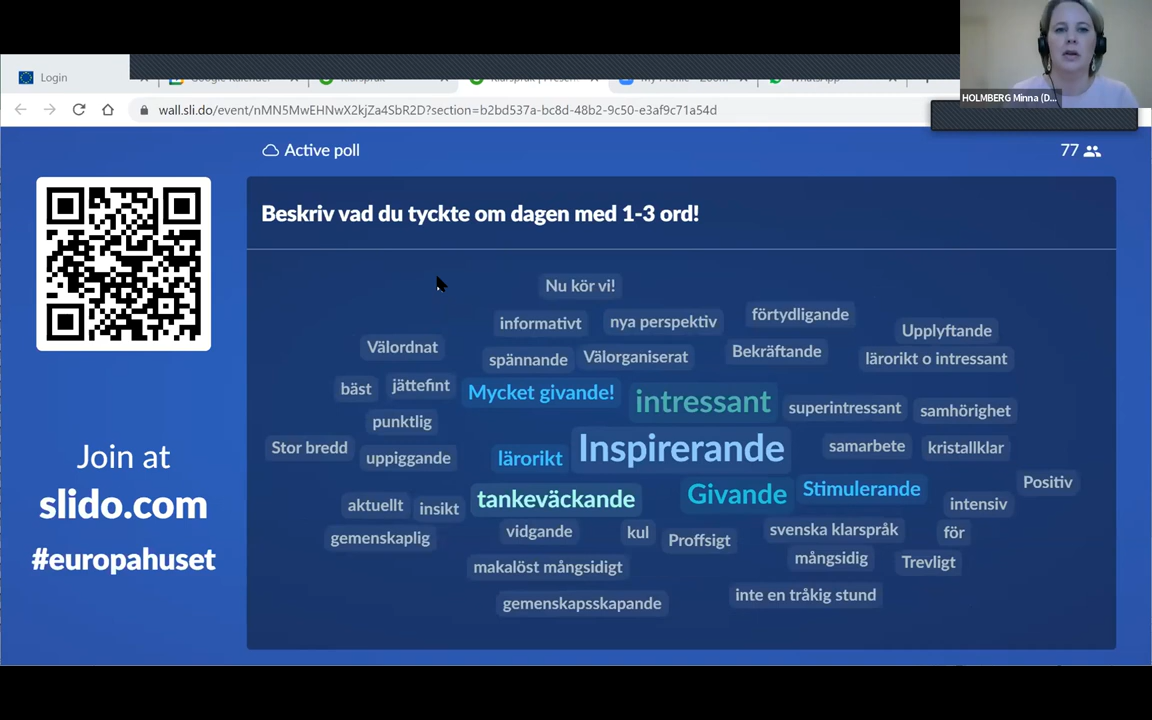 Login
wall.sli.do/event/nMN5MwEHNwX2kjZa4SbR2D?section=b2bd537a-bc8d-48b2-9c50-e3af9c71a54d
HOLMBERG Minna (D...
Active poll
77
Beskriv vad du tyckte om dagen med 1-3 ord!
Nu kör vi!
informativt
nya perspektiv
förtydligande
Upplyftande
Välordnat
spännande
Välorganiserat
Bekräftande
lärorikt o intressant
bäst
jättefint
Mycket givande!
intressant
superintressant
samhörighet
punktlig
Stor bredd
uppiggande
lärorikt
Inspirerande
samarbete
kristallklar
aktuellt
insikt
tankeväckande
Givande
Stimulerande
intensiv
Positiv
gemenskaplig
vidgande
kul
Proffsigt
svenska klarspråk
för
makalöst mångsidigt
mångsidig
Trevligt
gemenskapsskapande
inte en tråkig stund
Join at
slido.com
#europahuset